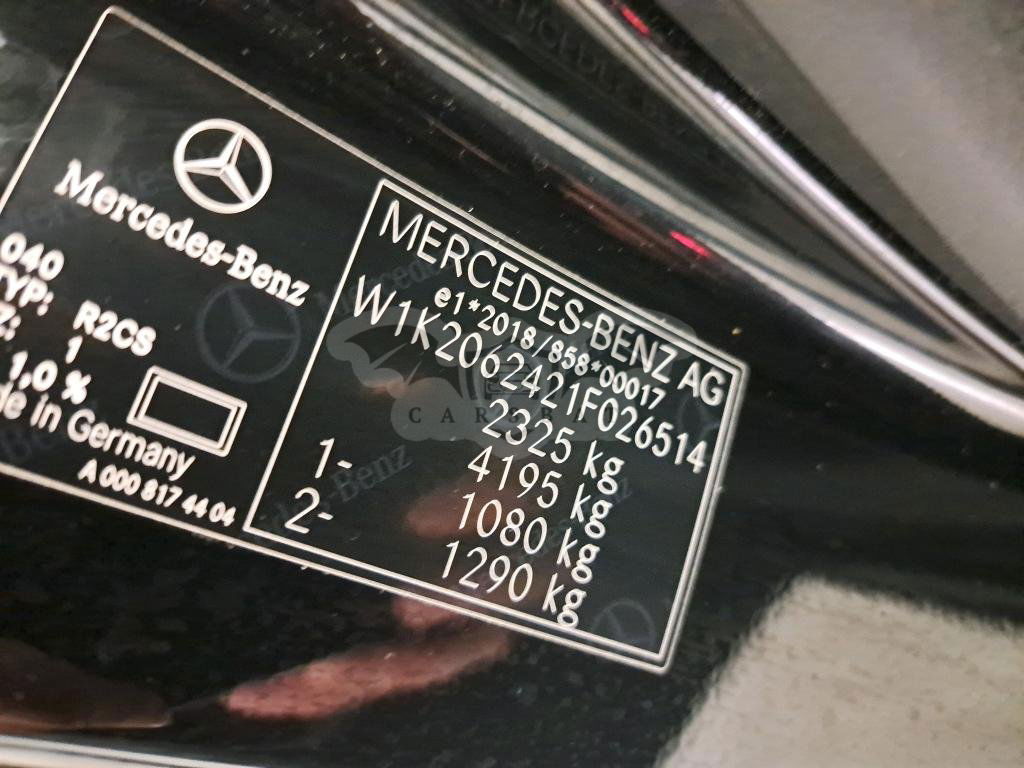 Mercedes-Benz
040
TYP: R2CS
Z: 1
1,0 %
de in Germany
A 000 817 44 04
MERCEDES-BENZ AG
e1*2018/858*00017
W1K2062421F026514
2325 kg
4195 kg
1- 1080 kg
2- 1290 kg